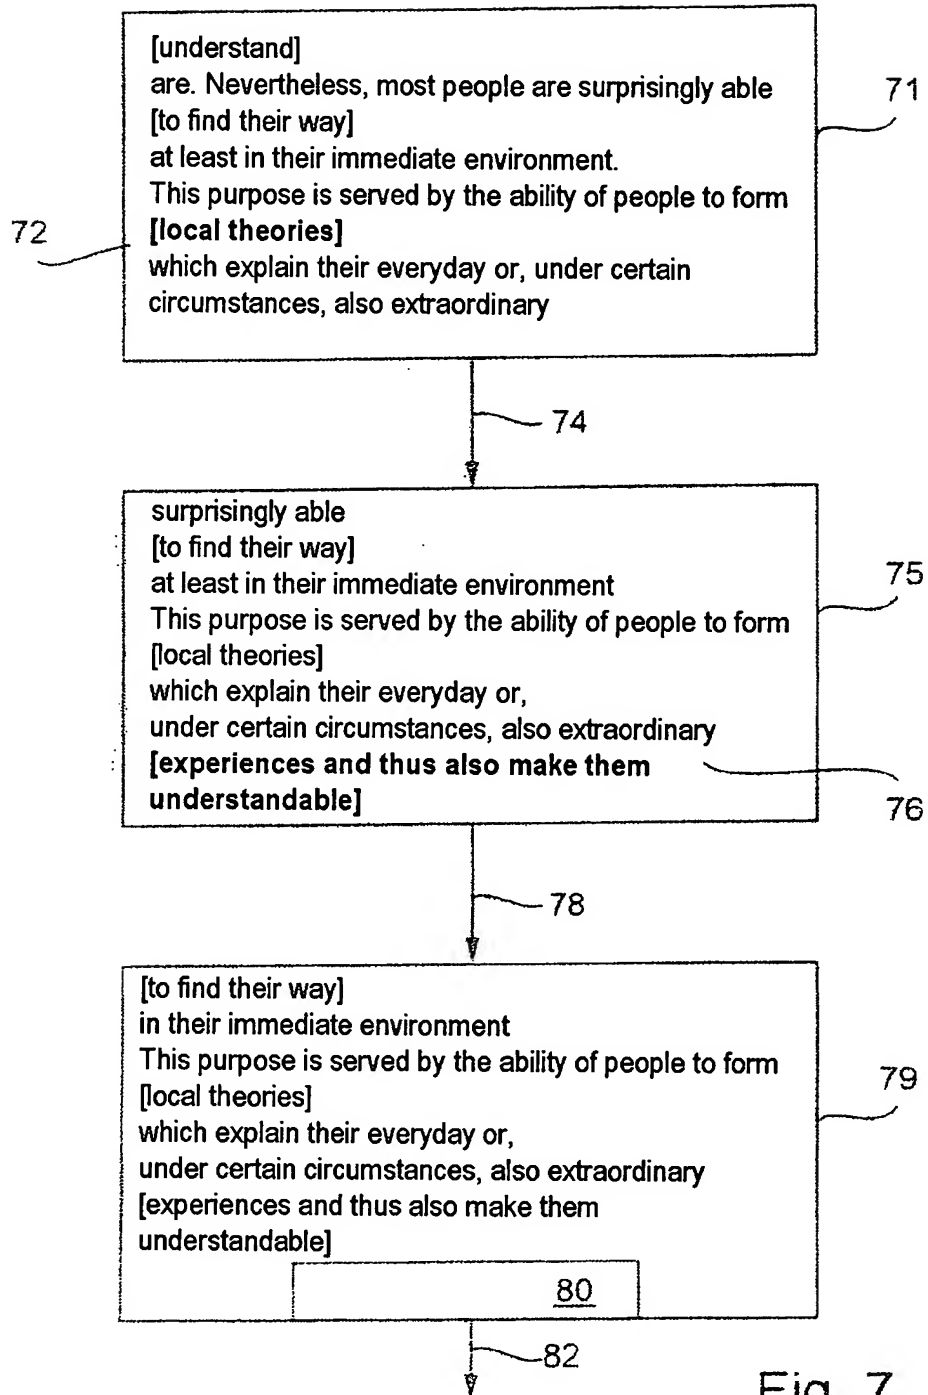 [understand]
are. Nevertheless, most people are surprisingly able
71
[to find their way]
at least in their immediate environment.
This purpose is served by the ability of people to form
72
[local theories]
which explain their everyday or, under certain
circumstances, also extraordinary
74
surprisingly able
[to find their way]
75
at least in their immediate environment
This purpose is served by the ability of people to form
[local theories]
which explain their everyday or,
under certain circumstances, also extraordinary
[experiences and thus also make them
understandable]
76
78
[to find their way]
in their immediate environment
This purpose is served by the ability of people to form
79
[local theories]
which explain their everyday or,
under certain circumstances, also extraordinary
[experiences and thus also make them
understandable]
80
82
Fig. 7